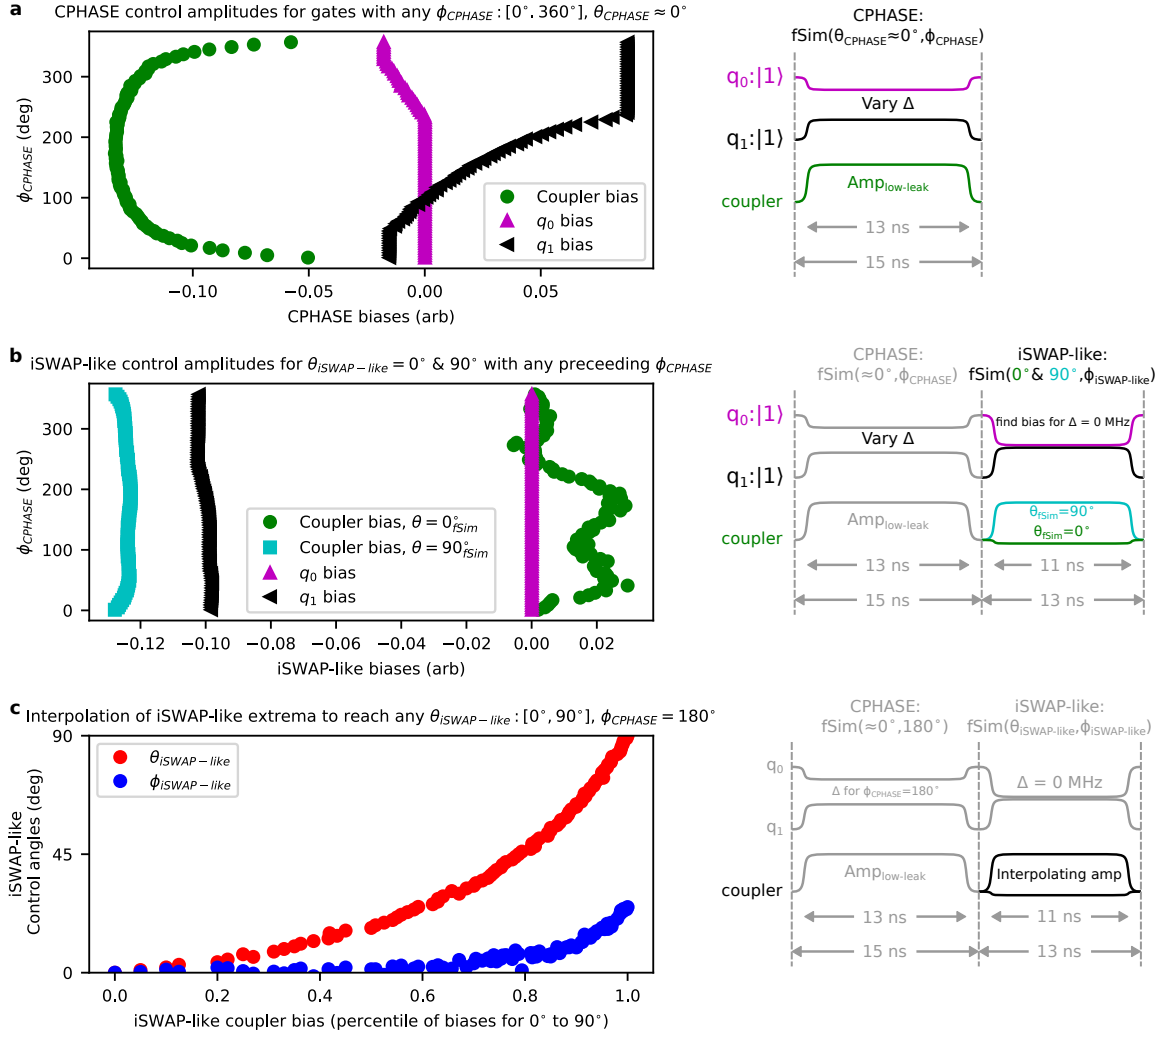 a
CPHASE control amplitudes for gates with any ϕCPHASE : [0°. 360°], θCPHASE ≈ 0°
ϕCPHASE (deg)
300
200
100
0
−0.10
−0.05
0.00
0.05
CPHASE biases (arb)
Coupler bias
q0 bias
q1 bias
CPHASE:
fSim(θCPHASE≈0°,ϕCPHASE)
q0:|1⟩
Vary Δ
q1:|1⟩
Amplow-leak
coupler
13 ns
15 ns
b
iSWAP-like control amplitudes for θiSWAP−like = 0° & 90° with any preceeding ϕCPHASE
ϕCPHASE (deg)
300
200
100
0
−0.12
−0.10
−0.08
−0.06
−0.04
−0.02
0.00
0.02
iSWAP-like biases (arb)
Coupler bias, θ = 0°fSim
Coupler bias, θ = 90°fSim
q0 bias
q1 bias
CPHASE:
fSim(≈0°,ϕCPHASE)
iSWAP-like:
fSim(0°& 90°,ϕiSWAP-like)
q0:|1⟩
find bias for Δ = 0 MHz
Vary Δ
q1:|1⟩
Amplow-leak
θfSim=90°
θfSim=0°
coupler
13 ns
11 ns
15 ns
13 ns
c
Interpolation of iSWAP-like extrema to reach any θiSWAP−like : [0°, 90°], ϕCPHASE = 180°
iSWAP-like
Control angles (deg)
90
45
0
0.0
0.2
0.4
0.6
0.8
1.0
iSWAP-like coupler bias (percentile of biases for 0° to 90°)
θiSWAP−like
ϕiSWAP−like
CPHASE:
fSim(≈0°,180°)
iSWAP-like:
fSim(θiSWAP-like,ϕiSWAP-like)
q0
Δ for ϕCPHASE=180°
Δ = 0 MHz
q1
Amplow-leak
Interpolating amp
coupler
13 ns
11 ns
15 ns
13 ns